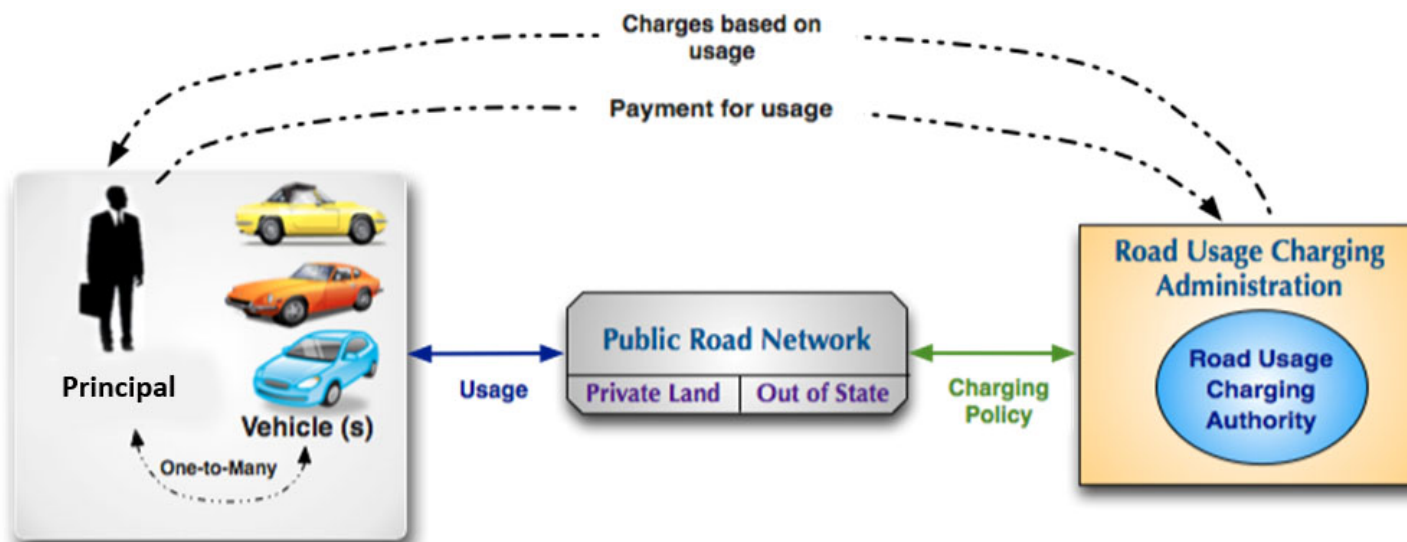 Charges based on
usage
Payment for usage
Principal
Vehicle (s)
One-to-Many
Usage
Public Road Network
Private Land
Out of State
Charging
Policy
Road Usage Charging
Administration
Road Usage
Charging
Authority